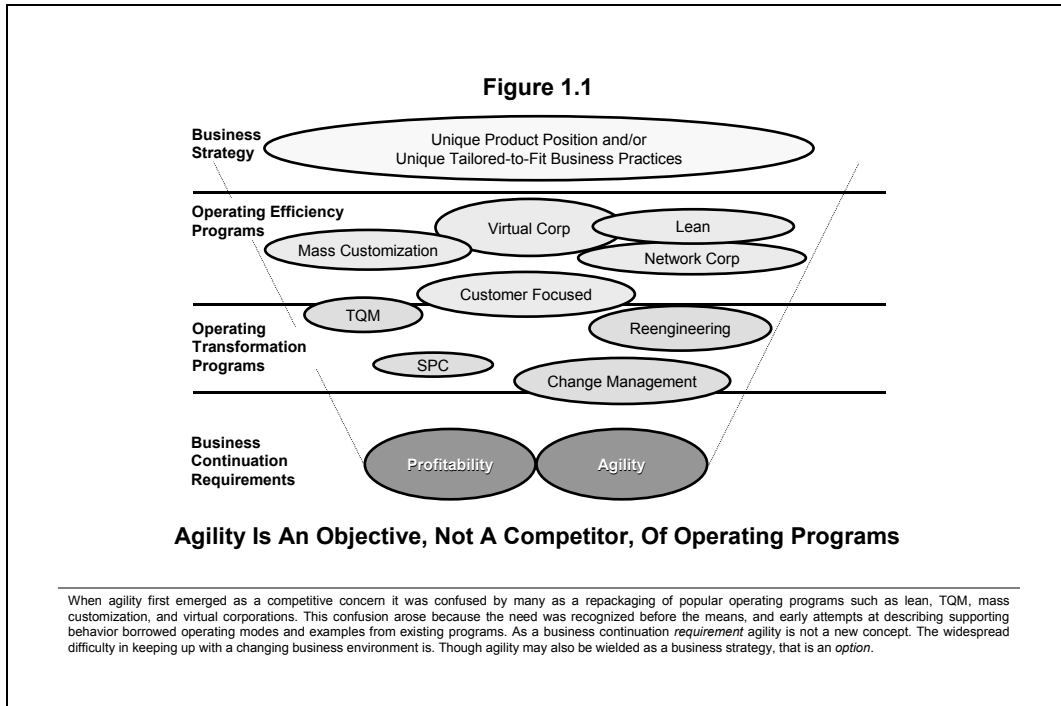 Figure 1.1
Business
Strategy
Unique Product Position and/or
Unique Tailored-to-Fit Business Practices
Operating Efficiency
Programs
Virtual Corp
Lean
Mass Customization
Network Corp
Customer Focused
TQM
Operating
Transformation
Programs
Reengineering
SPC
Change Management
Business
Continuation
Requirements
Profitability
Agility
Agility Is An Objective, Not A Competitor, Of Operating Programs
When agility first emerged as a competitive concern it was confused by many as a repackaging of popular operating programs such as lean, TQM, mass
customization, and virtual corporations. This confusion arose because the need was recognized before the means, and early attempts at describing supporting
behavior borrowed operating modes and examples from existing programs. As a business continuation requirement agility is not a new concept. The widespread
difficulty in keeping up with a changing business environment is. Though agility may also be wielded as a business strategy, that is an option.